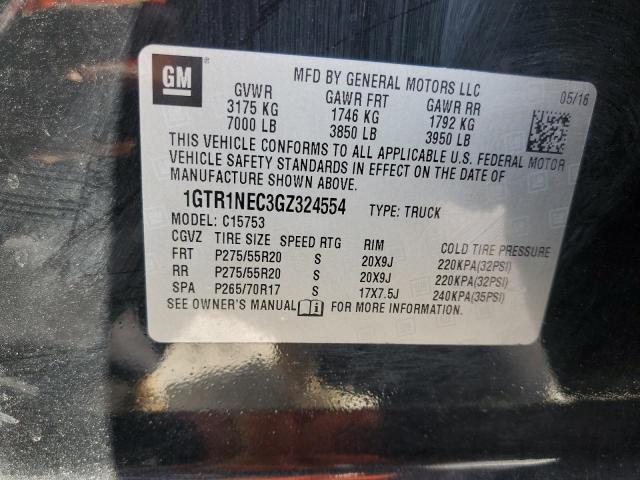 GM ®
MFD BY GENERAL MOTORS LLC
05/16
GVWR GAWR FRT GAWR RR
3175 KG 1746 KG 1792 KG
7000 LB 3850 LB 3950 LB
THIS VEHICLE CONFORMS TO ALL APPLICABLE U.S. FEDERAL MOTOR
VEHICLE SAFETY STANDARDS IN EFFECT ON THE DATE OF
MANUFACTURE SHOWN ABOVE.
1GTR1NEC3GZ324554 TYPE: TRUCK
MODEL: C15753
CGVZ TIRE SIZE SPEED RTG RIM COLD TIRE PRESSURE
FRT P275/55R20 S 20X9J 220KPA(32PSI)
RR P275/55R20 S 20X9J 220KPA(32PSI)
SPA P265/70R17 S 17X7.5J 240KPA(35PSI)
SEE OWNER'S MANUAL FOR MORE INFORMATION.